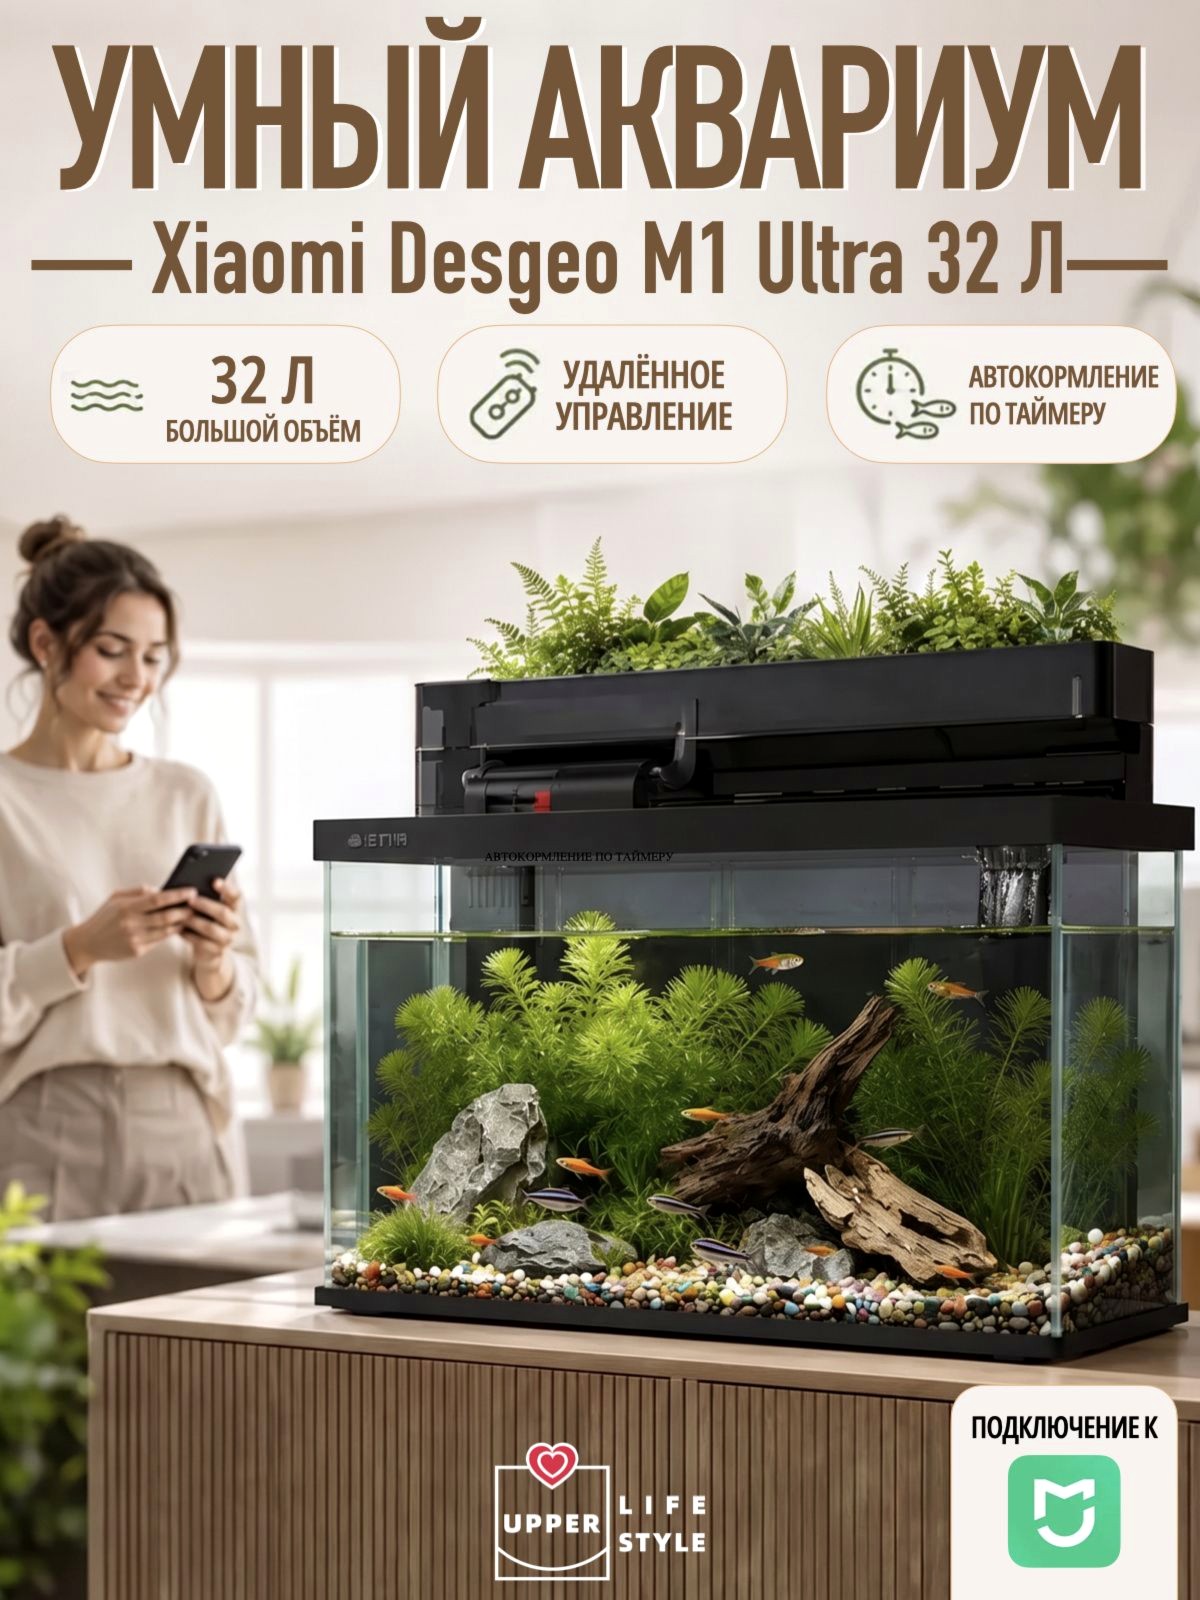 УМНЫЙ АКВАРИУМ
Xiaomi Desgeo M1 Ultra 32 Л
32 Л
БОЛЬШОЙ ОБЪЁМ
УДАЛЁННОЕ
УПРАВЛЕНИЕ
АВТОКОРМЛЕНИЕ
ПО ТАЙМЕРУ
АВТОКОРМЛЕНИЕ ПО ТАЙМЕРУ
ПОДКЛЮЧЕНИЕ К
UPPER
LIFE
STYLE